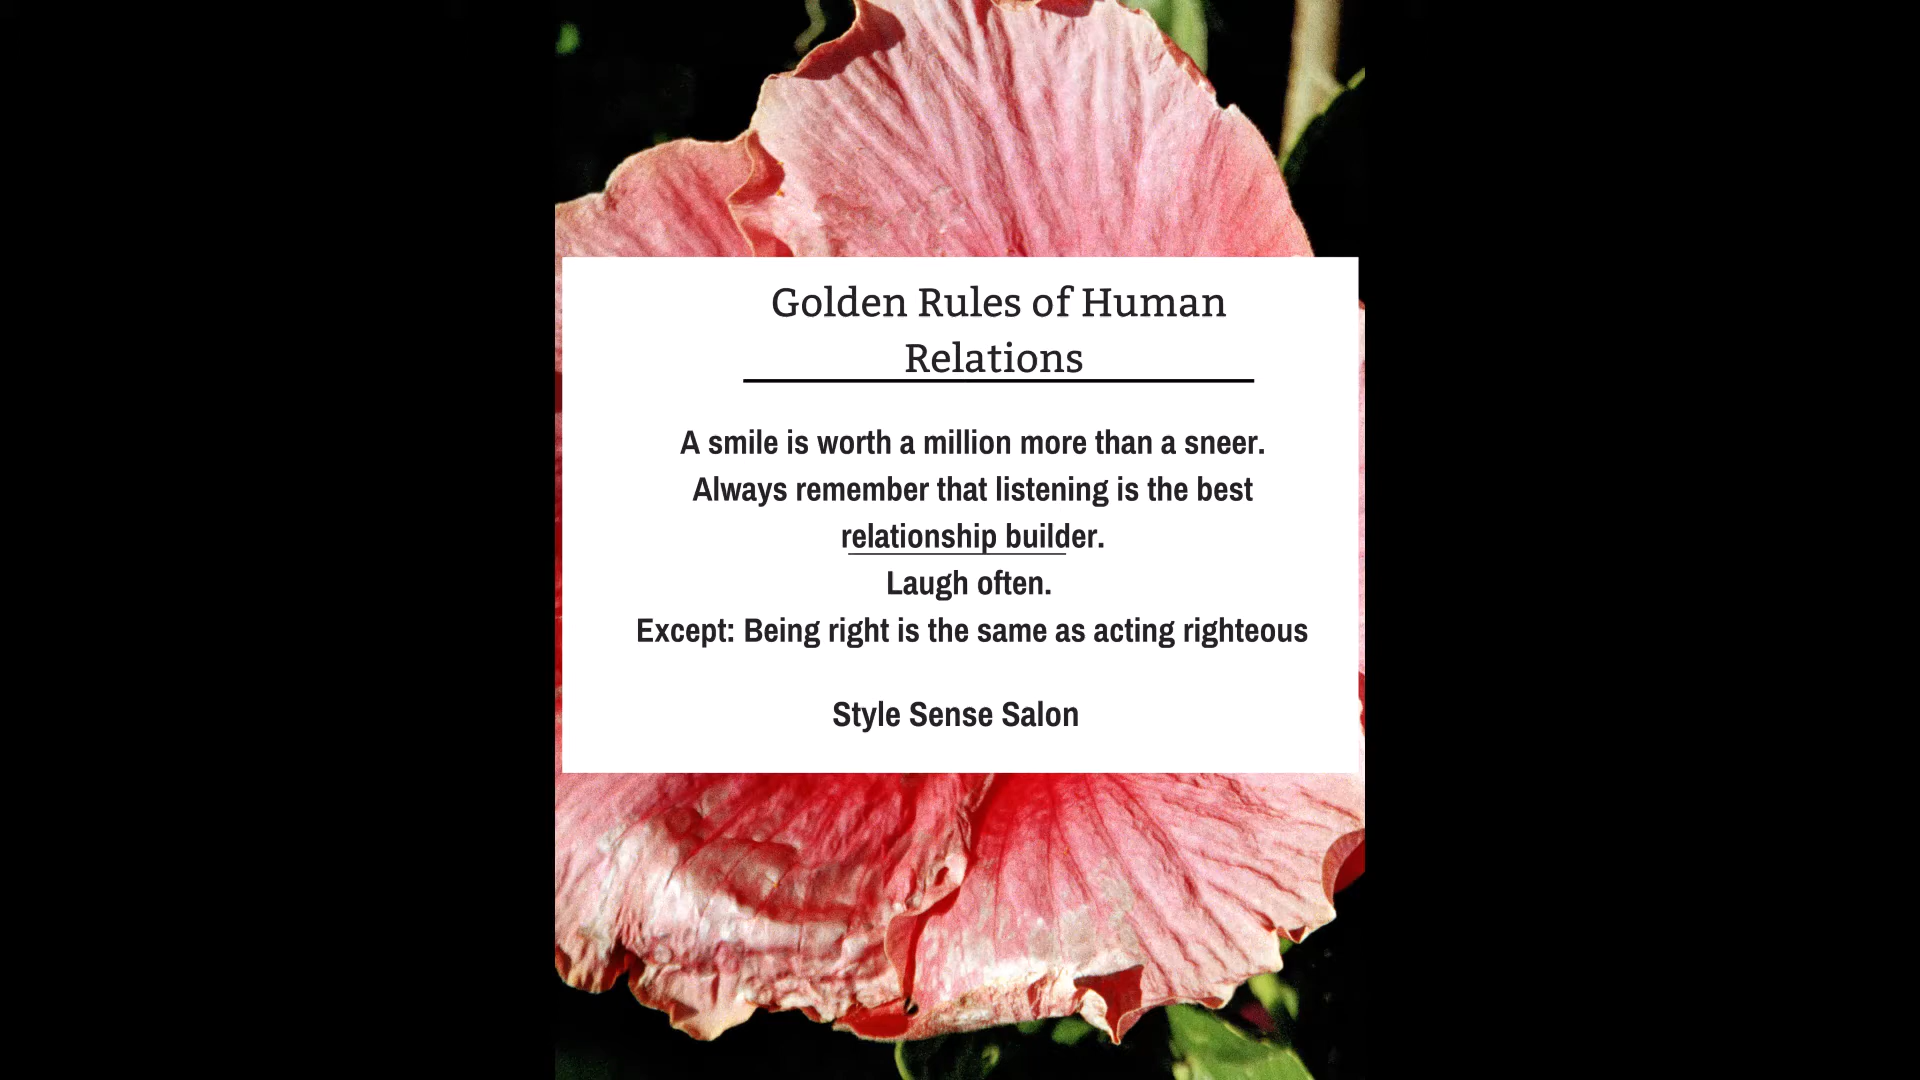 Golden Rules of Human
Relations
A smile is worth a million more than a sneer.
Always remember that listening is the best
relationship builder.
Laugh often.
Except: Being right is the same as acting righteous
Style Sense Salon